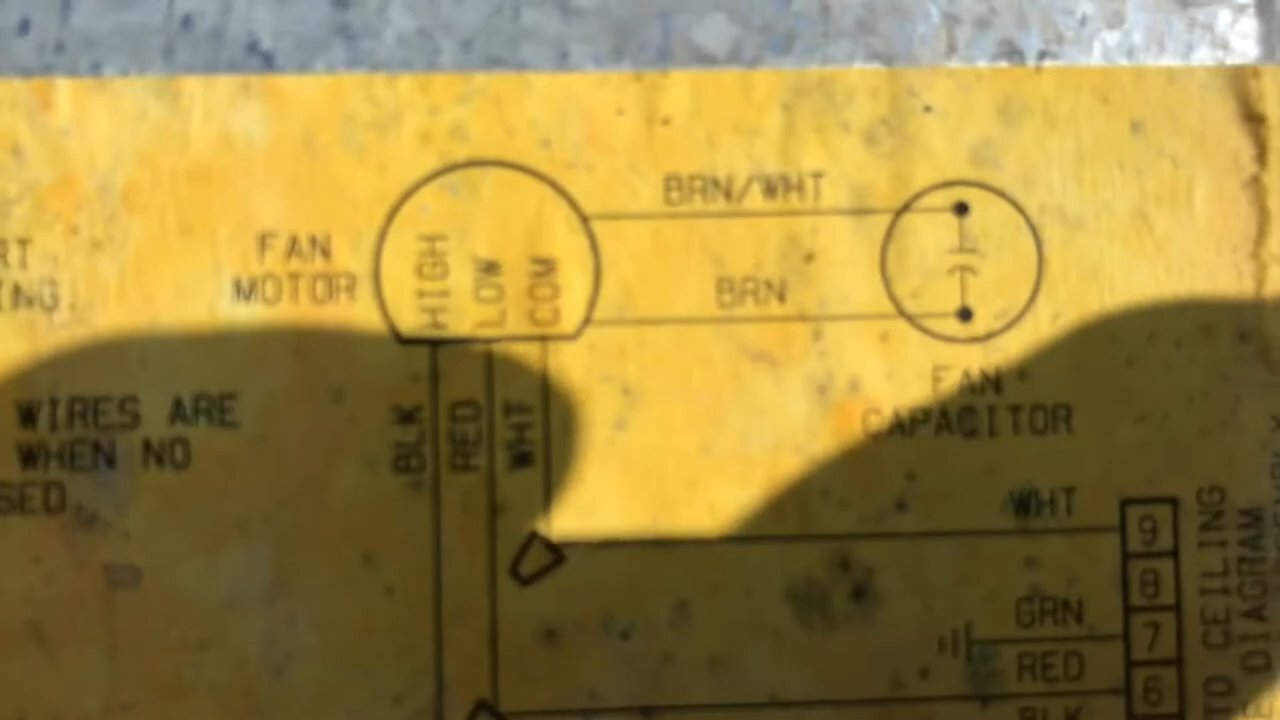 BRN/WHT
FAN
MOTOR
HIGH
LOW
COM
BRN
RT
ING.
FAN
CAPACITOR
WIRES ARE
WHEN NO
SED.
BLK
RED
WHT
WHT
9
8
GRN
7
RED
6
BLK
TO CEILING
DIAGRAM